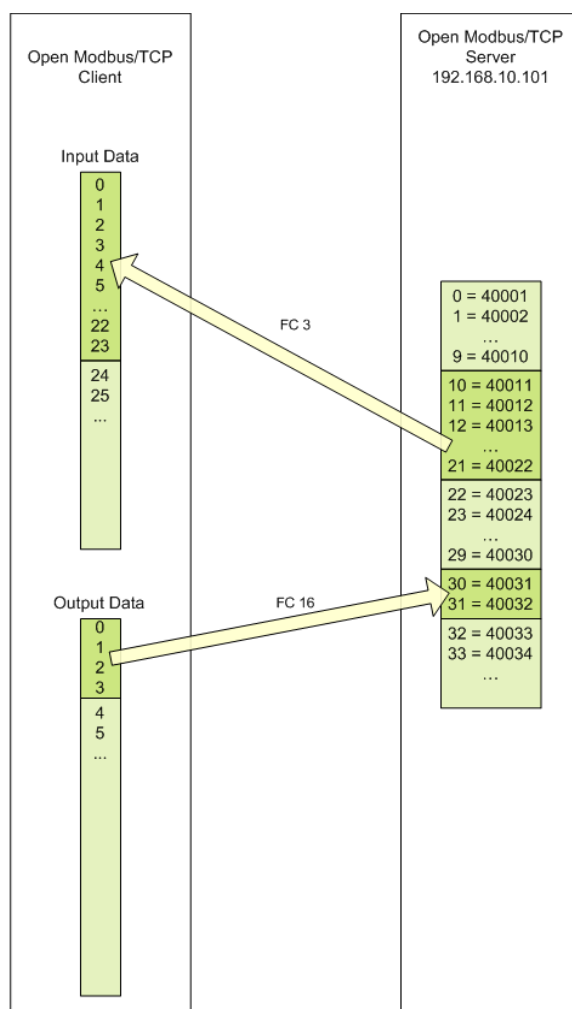 Open Modbus/TCP
Client
Input Data
0
1
2
3
4
5
...
22
23
24
25
...
FC 3
Open Modbus/TCP
Server
192.168.10.101
0 = 40001
1 = 40002
...
9 = 40010
10 = 40011
11 = 40012
12 = 40013
...
21 = 40022
22 = 40023
23 = 40024
...
29 = 40030
30 = 40031
31 = 40032
32 = 40033
33 = 40034
...
Output Data
0
1
2
3
4
5
...
FC 16